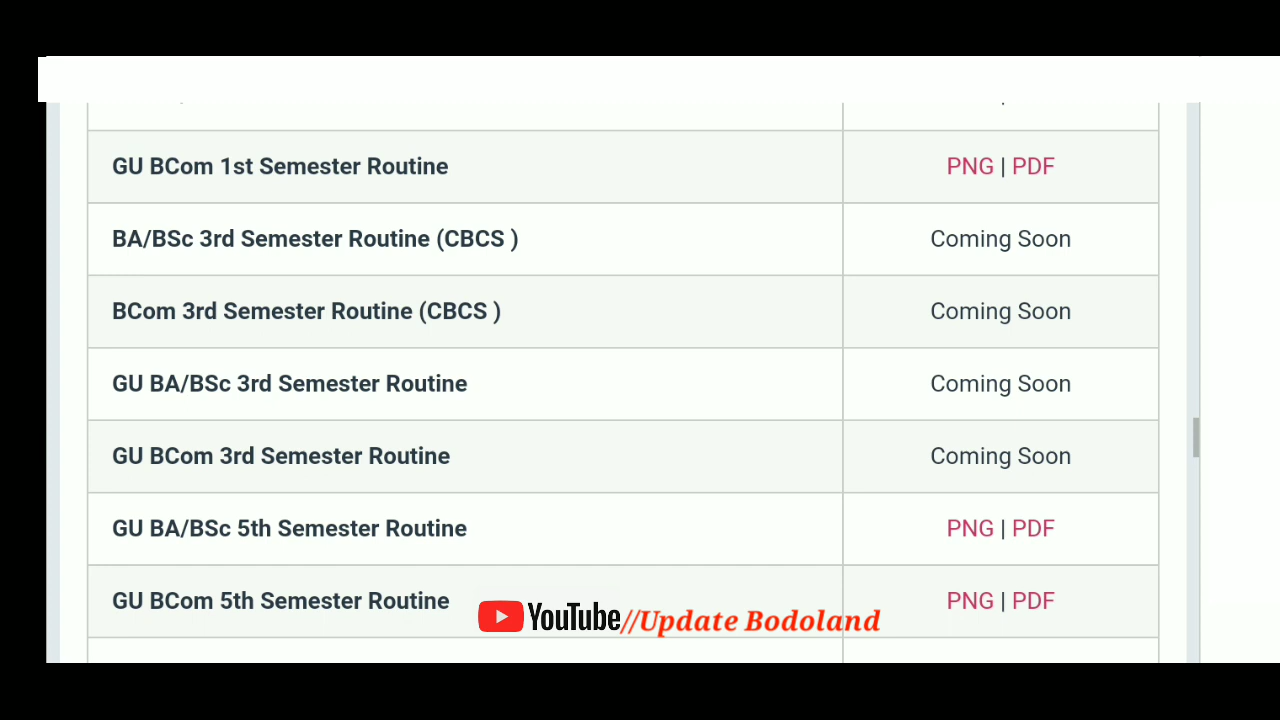 GU BCom 1st Semester Routine PNG | PDF
BA/BSc 3rd Semester Routine (CBCS ) Coming Soon
BCom 3rd Semester Routine (CBCS ) Coming Soon
GU BA/BSc 3rd Semester Routine Coming Soon
GU BCom 3rd Semester Routine Coming Soon
GU BA/BSc 5th Semester Routine PNG | PDF
GU BCom 5th Semester Routine PNG | PDF
YouTube//Update Bodoland